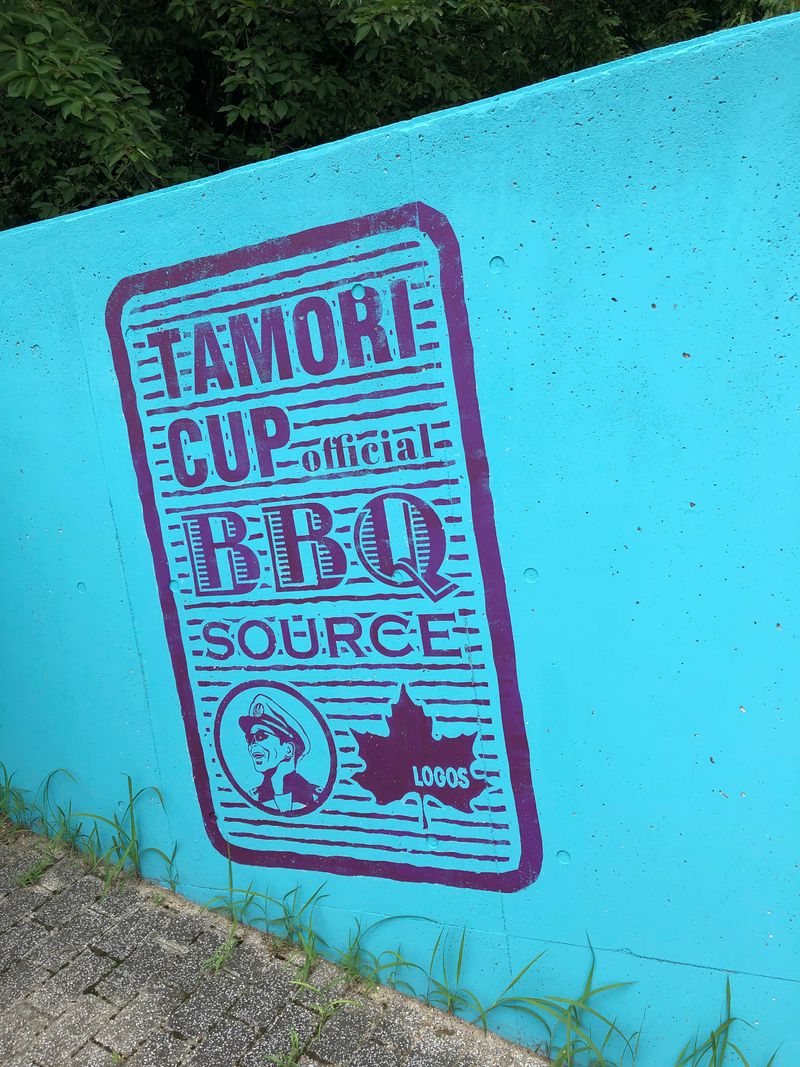 TAMORI
CUP official
BBQ
SOURCE
LOGOS